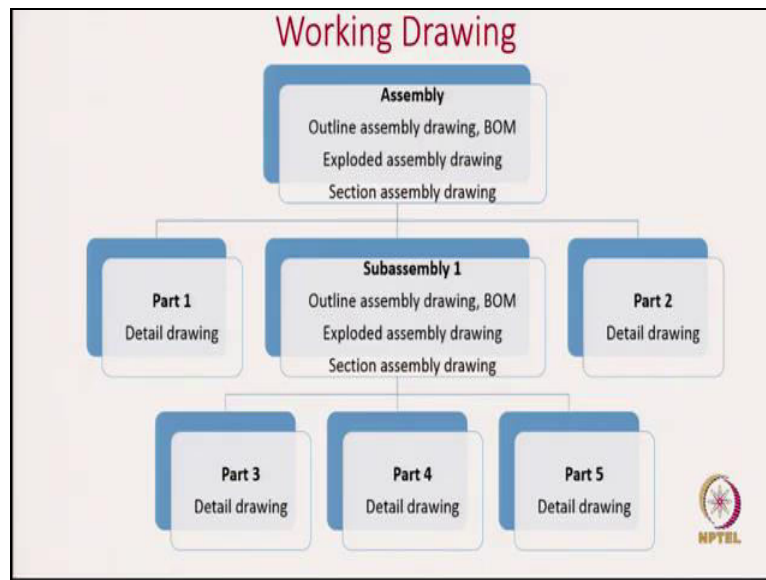 Working Drawing
Assembly
Outline assembly drawing, BOM
Exploded assembly drawing
Section assembly drawing
Part 1
Detail drawing
Subassembly 1
Outline assembly drawing, BOM
Exploded assembly drawing
Section assembly drawing
Part 2
Detail drawing
Part 3
Detail drawing
Part 4
Detail drawing
Part 5
Detail drawing
NPTEL